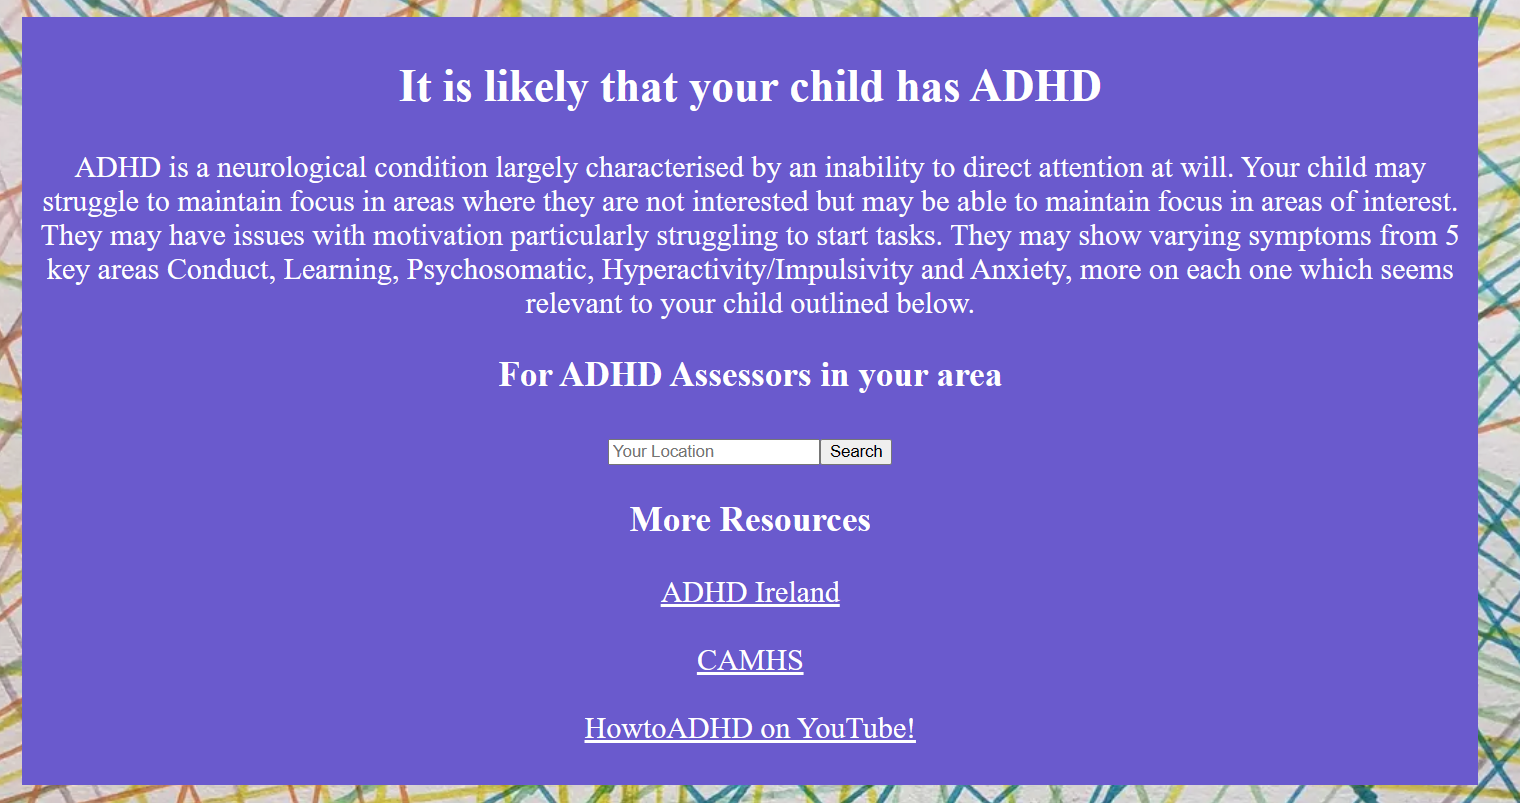 It is likely that your child has ADHD
ADHD is a neurological condition largely characterised by an inability to direct attention at will. Your child may
struggle to maintain focus in areas where they are not interested but may be able to maintain focus in areas of interest.
They may have issues with motivation particularly struggling to start tasks. They may show varying symptoms from 5
key areas Conduct, Learning, Psychosomatic, Hyperactivity/Impulsivity and Anxiety, more on each one which seems
relevant to your child outlined below.
For ADHD Assessors in your area
Your Location Search
More Resources
ADHD Ireland
CAMHS
HowtoADHD on YouTube!